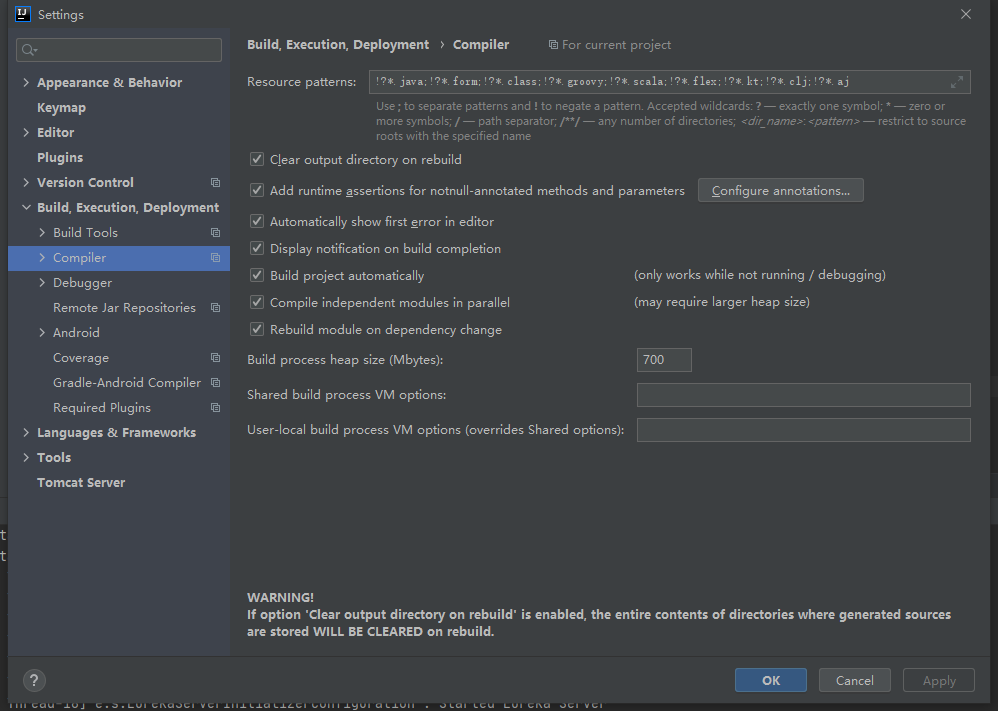 Settings
Build, Execution, Deployment › Compiler
For current project
Appearance & Behavior
Keymap
Editor
Plugins
Version Control
Build, Execution, Deployment
Build Tools
Compiler
Debugger
Remote Jar Repositories
Android
Coverage
Gradle-Android Compiler
Required Plugins
Languages & Frameworks
Tools
Tomcat Server
Resource patterns:
!?*.java;!?*.form;!?*.class;!?*.groovy;!?*.scala;!?*.flex;!?*.kt;!?*.clj;!?*.aj
Use ; to separate patterns and ! to negate a pattern. Accepted wildcards: ? — exactly one symbol; * — zero or
more symbols; / — path separator; /**/ — any number of directories; <dir_name>:<pattern> — restrict to source
roots with the specified name
Clear output directory on rebuild
Add runtime assertions for notnull-annotated methods and parameters
Configure annotations...
Automatically show first error in editor
Display notification on build completion
Build project automatically
(only works while not running / debugging)
Compile independent modules in parallel
(may require larger heap size)
Rebuild module on dependency change
Build process heap size (Mbytes):
700
Shared build process VM options:
User-local build process VM options (overrides Shared options):
WARNING!
If option 'Clear output directory on rebuild' is enabled, the entire contents of directories where generated sources
are stored WILL BE CLEARED on rebuild.
?
OK
Cancel
Apply
Thread-16] e.s.EurekaServerInitializerConfiguration : Started Eureka Server